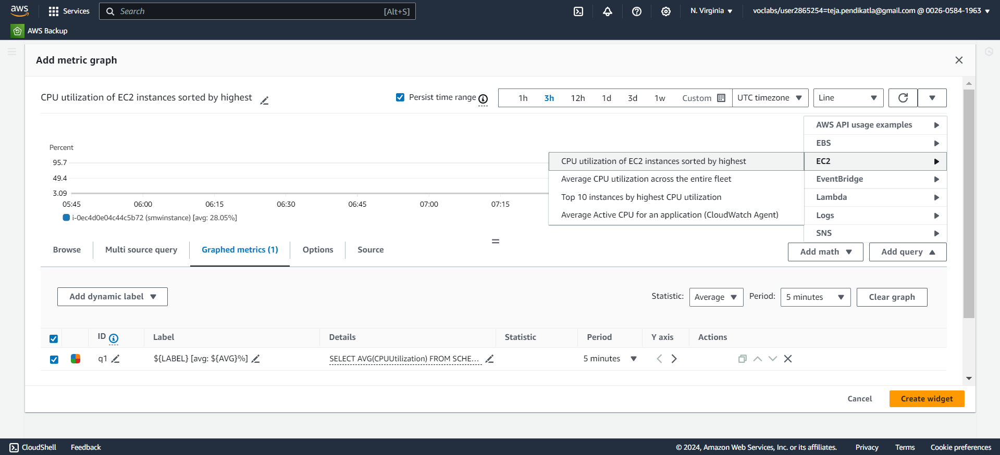 aws Services Search [Alt+S] N. Virginia voclabs/user2865254=teja.pendikatla@gmail.com @ 0026-0584-1963
AWS Backup
Add metric graph
CPU utilization of EC2 instances sorted by highest Persist time range 1h 3h 12h 1d 3d 1w Custom UTC timezone Line
AWS API usage examples
EBS
EC2
EventBridge
Lambda
Logs
SNS
CPU utilization of EC2 instances sorted by highest
Average CPU utilization across the entire fleet
Top 10 instances by highest CPU utilization
Average Active CPU for an application (CloudWatch Agent)
Percent
95.7
49.4
3.09
05:45 06:00 06:15 06:30 06:45 07:00 07:15
i-0ec4d0e04c44c5b72 (smwinstance) [avg: 28.05%]
Browse Multi source query Graphed metrics (1) Options Source Add math Add query
Add dynamic label Statistic: Average Period: 5 minutes Clear graph
ID Label Details Statistic Period Y axis Actions
q1 ${LABEL} [avg: ${AVG}%] SELECT AVG(CPUUtilization) FROM SCHE... 5 minutes
Cancel Create widget
CloudShell Feedback © 2024, Amazon Web Services, Inc. or its affiliates. Privacy Terms Cookie preferences